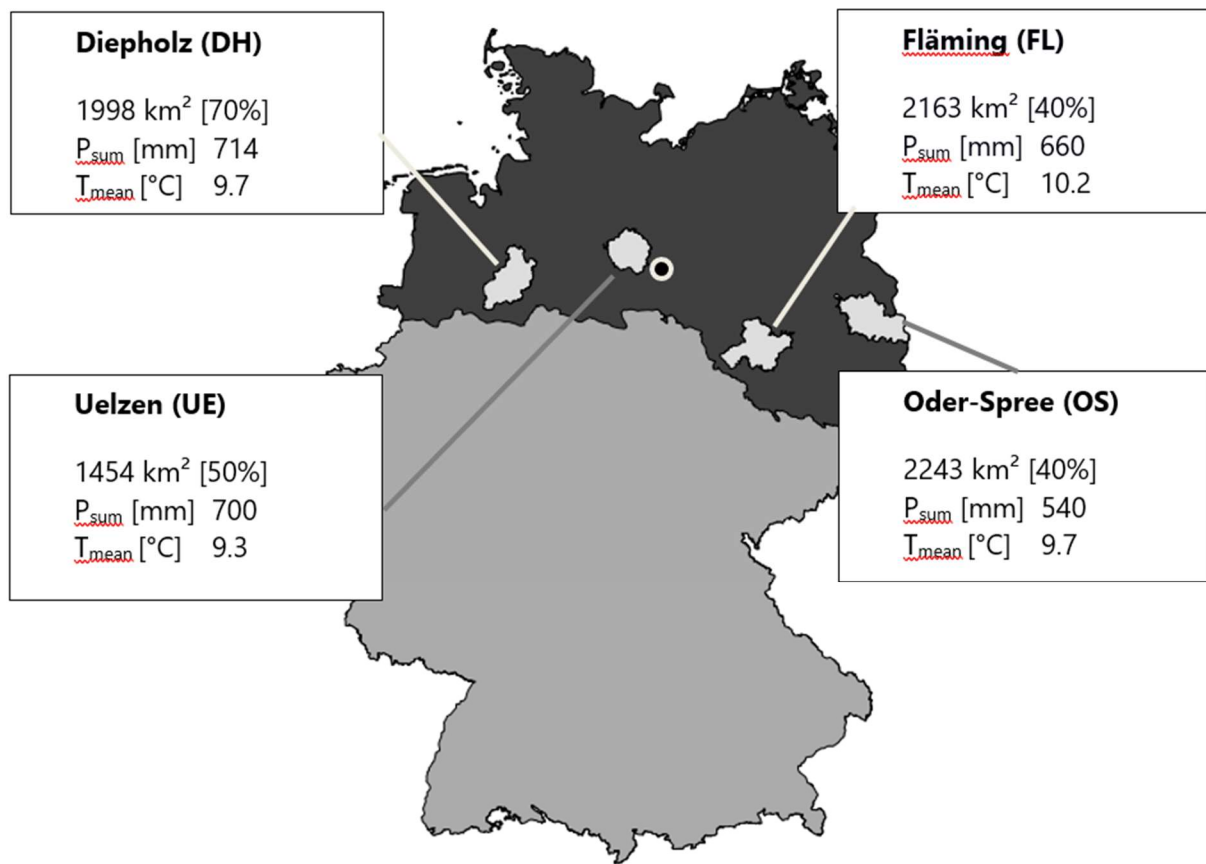 Diepholz (DH)
1998 km² [70%]
Psum [mm] 714
Tmean [°C] 9.7
Fläming (FL)
2163 km² [40%]
Psum [mm] 660
Tmean [°C] 10.2
Uelzen (UE)
1454 km² [50%]
Psum [mm] 700
Tmean [°C] 9.3
Oder-Spree (OS)
2243 km² [40%]
Psum [mm] 540
Tmean [°C] 9.7